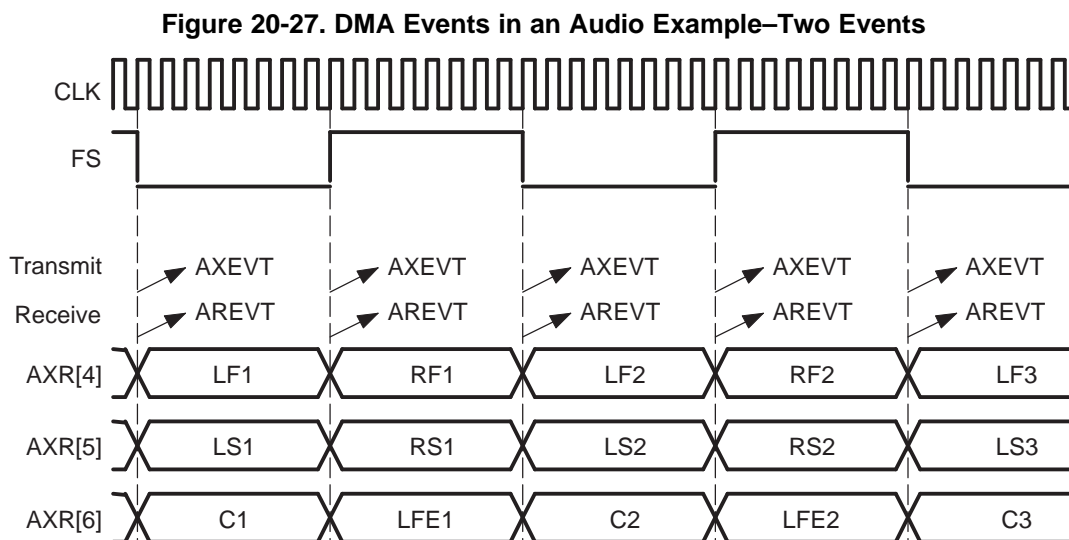 Figure 20-27. DMA Events in an Audio Example–Two Events
CLK
FS
Transmit AXEVT AXEVT AXEVT AXEVT AXEVT
Receive AREVT AREVT AREVT AREVT AREVT
AXR[4] LF1 RF1 LF2 RF2 LF3
AXR[5] LS1 RS1 LS2 RS2 LS3
AXR[6] C1 LFE1 C2 LFE2 C3